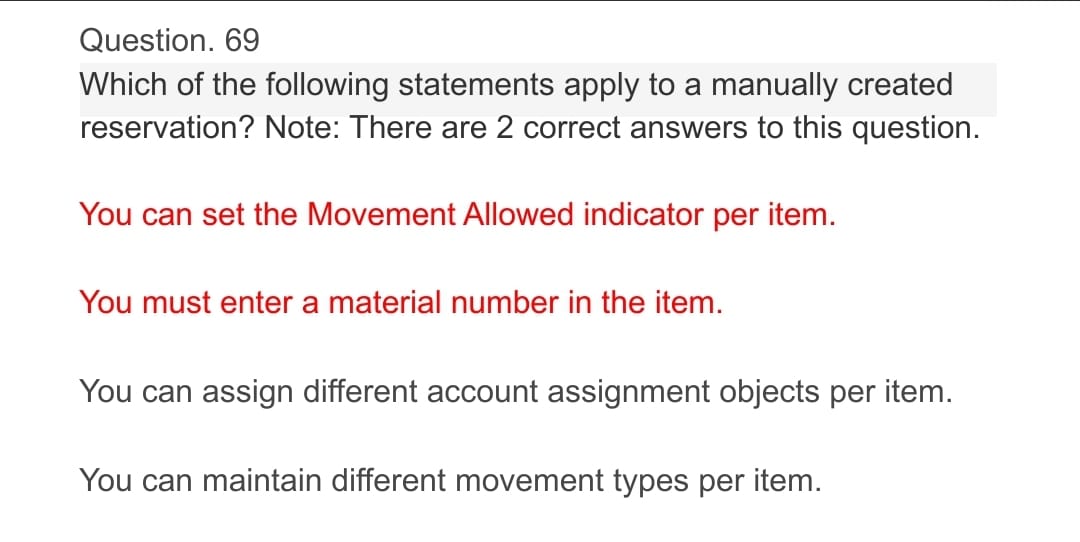 Question. 69
Which of the following statements apply to a manually created
reservation? Note: There are 2 correct answers to this question.
You can set the Movement Allowed indicator per item.
You must enter a material number in the item.
You can assign different account assignment objects per item.
You can maintain different movement types per item.